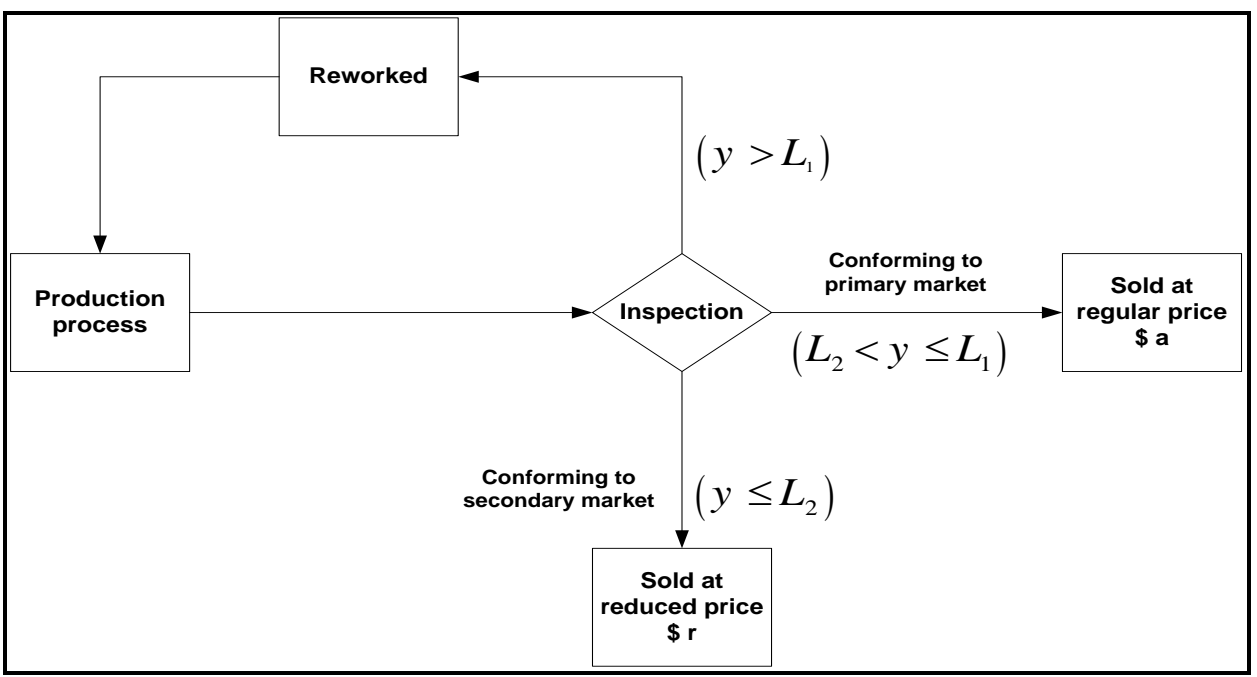 Reworked
(y > L₁)
Production
process
Inspection
Conforming to
primary market
(L₂ < y ≤ L₁)
Sold at
regular price
$ a
Conforming to
secondary market
(y ≤ L₂)
Sold at
reduced price
$ r